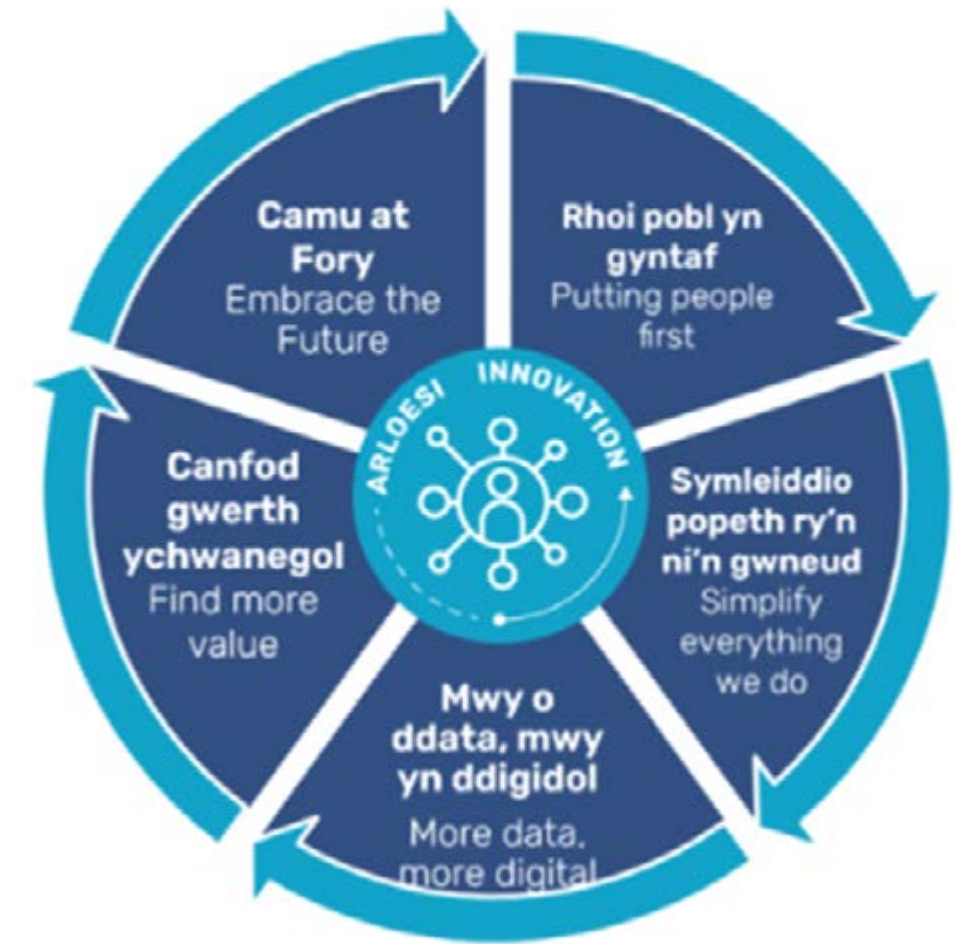 Camu at
Fory
Embrace the
Future
Rhoi pobl yn
gyntaf
Putting people
first
Symleiddio
popeth ry'n
ni'n gwneud
Simplify
everything
we do
Mwy o
ddata, mwy
yn ddigidol
More data,
more digital
Canfod
gwerth
ychwanegol
Find more
value
ARLOESI INNOVATION